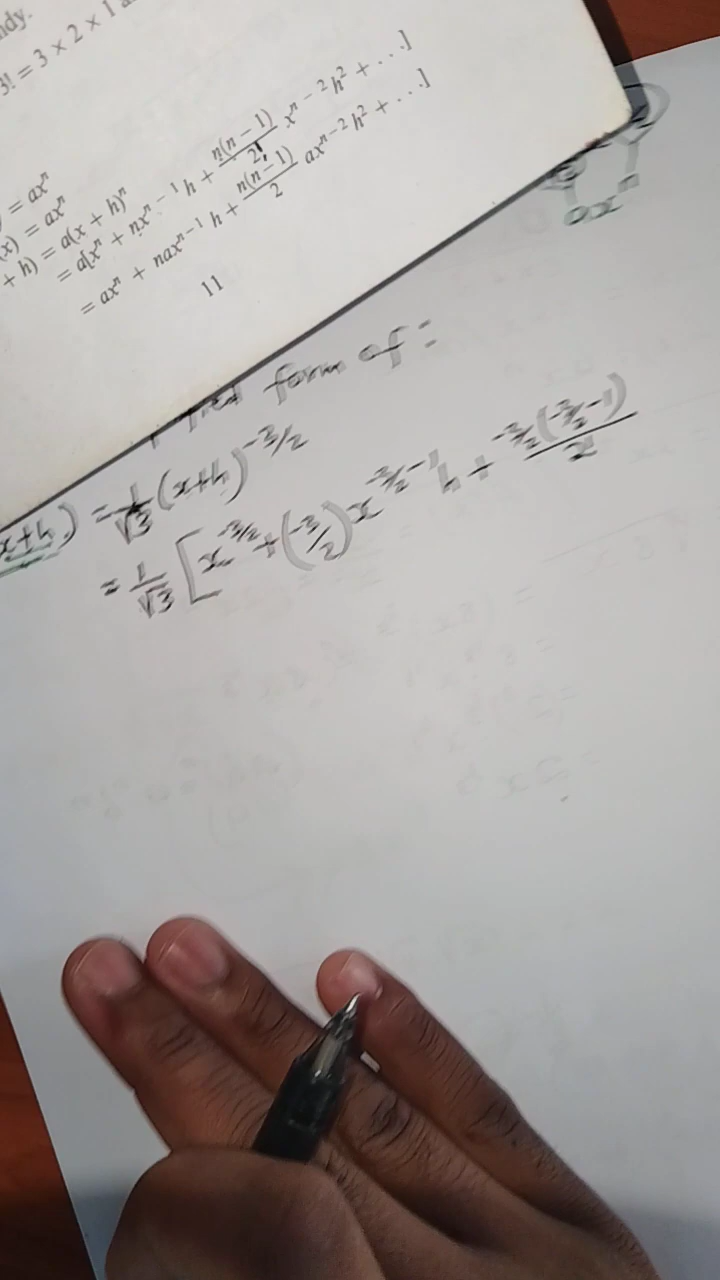 ndy.
3! = 3 × 2 × 1
) = axⁿ
(x) = axⁿ
+ h) = a(x + h)ⁿ
= a[xⁿ + nxⁿ⁻¹h + n(n − 1)/2! xⁿ⁻²h² + . . .]
= axⁿ + naxⁿ⁻¹h + n(n − 1)/2 axⁿ⁻²h² + . . .]
11
axⁿ
form of:
x+h) = 1/√3 (x+h)^-3/2
= 1/√3 [x^-3/2 + (-3/2)x^-3/2-1 h + -3/2(-3/2-1)/2!